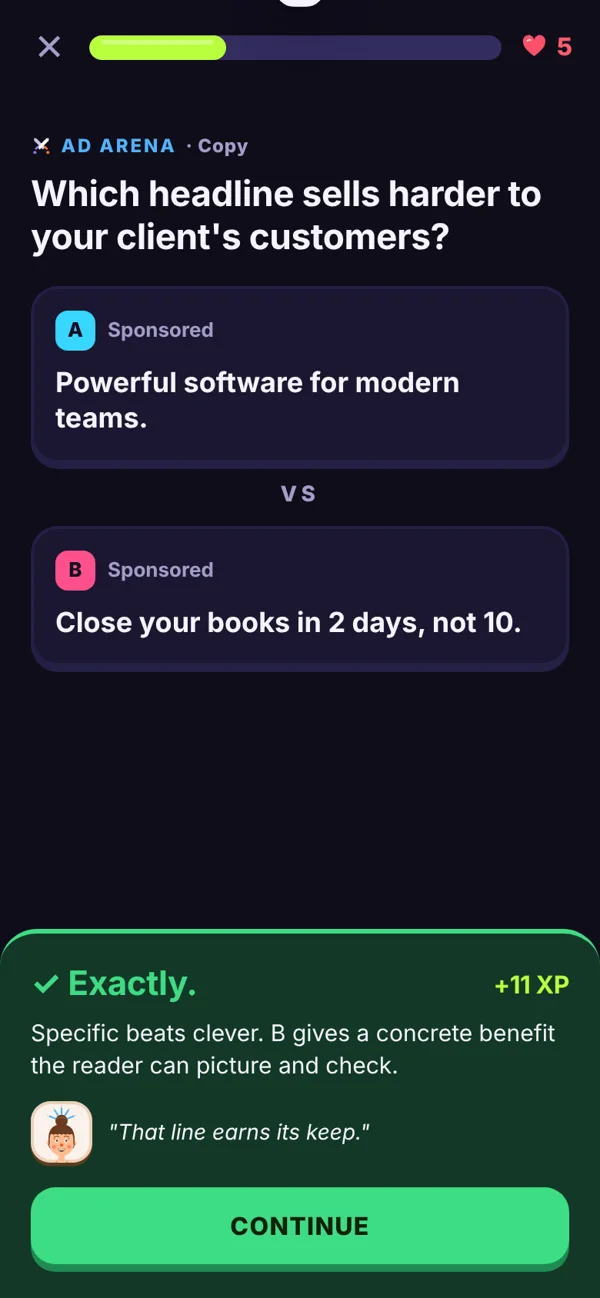 5
AD ARENA · Copy
Which headline sells harder to
your client's customers?
A Sponsored
Powerful software for modern
teams.
VS
B Sponsored
Close your books in 2 days, not 10.
Exactly.
+11 XP
Specific beats clever. B gives a concrete benefit
the reader can picture and check.
"That line earns its keep."
CONTINUE